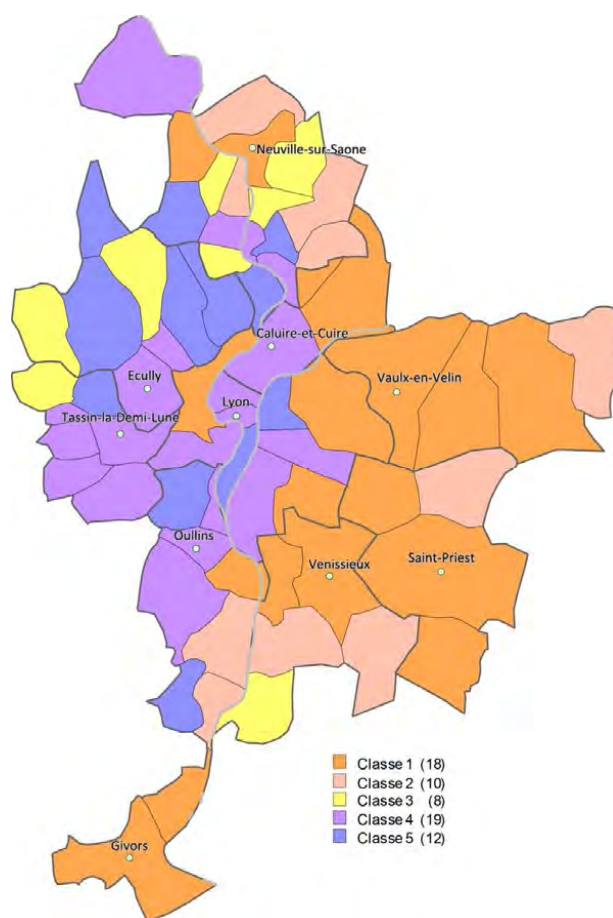 Neuville-sur-Saone
Caluire-et-Cuire
Ecully
Vaulx-en-Velin
Lyon
Tassin-la-Demi-Lune
Oullins
Venissieux
Saint-Priest
Classe 1 (18)
Classe 2 (10)
Classe 3 (8)
Classe 4 (19)
Classe 5 (12)
Givors